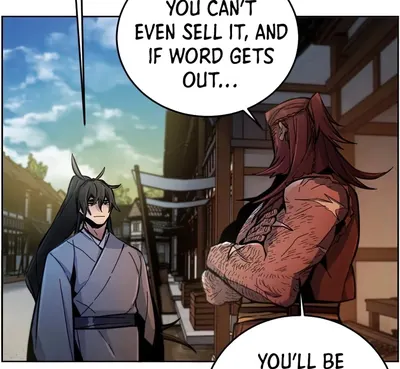 YOU CAN'T
EVEN SELL IT, AND
IF WORD GETS
OUT...
YOU'LL BE